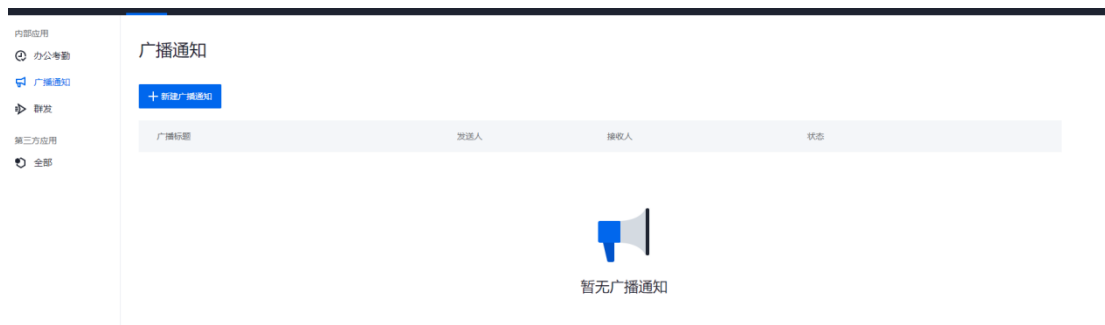 内部应用
办公考勤
广播通知
群发
第三方应用
全部
广播通知
新建广播通知
广播标题 发送人 接收人 状态
暂无广播通知